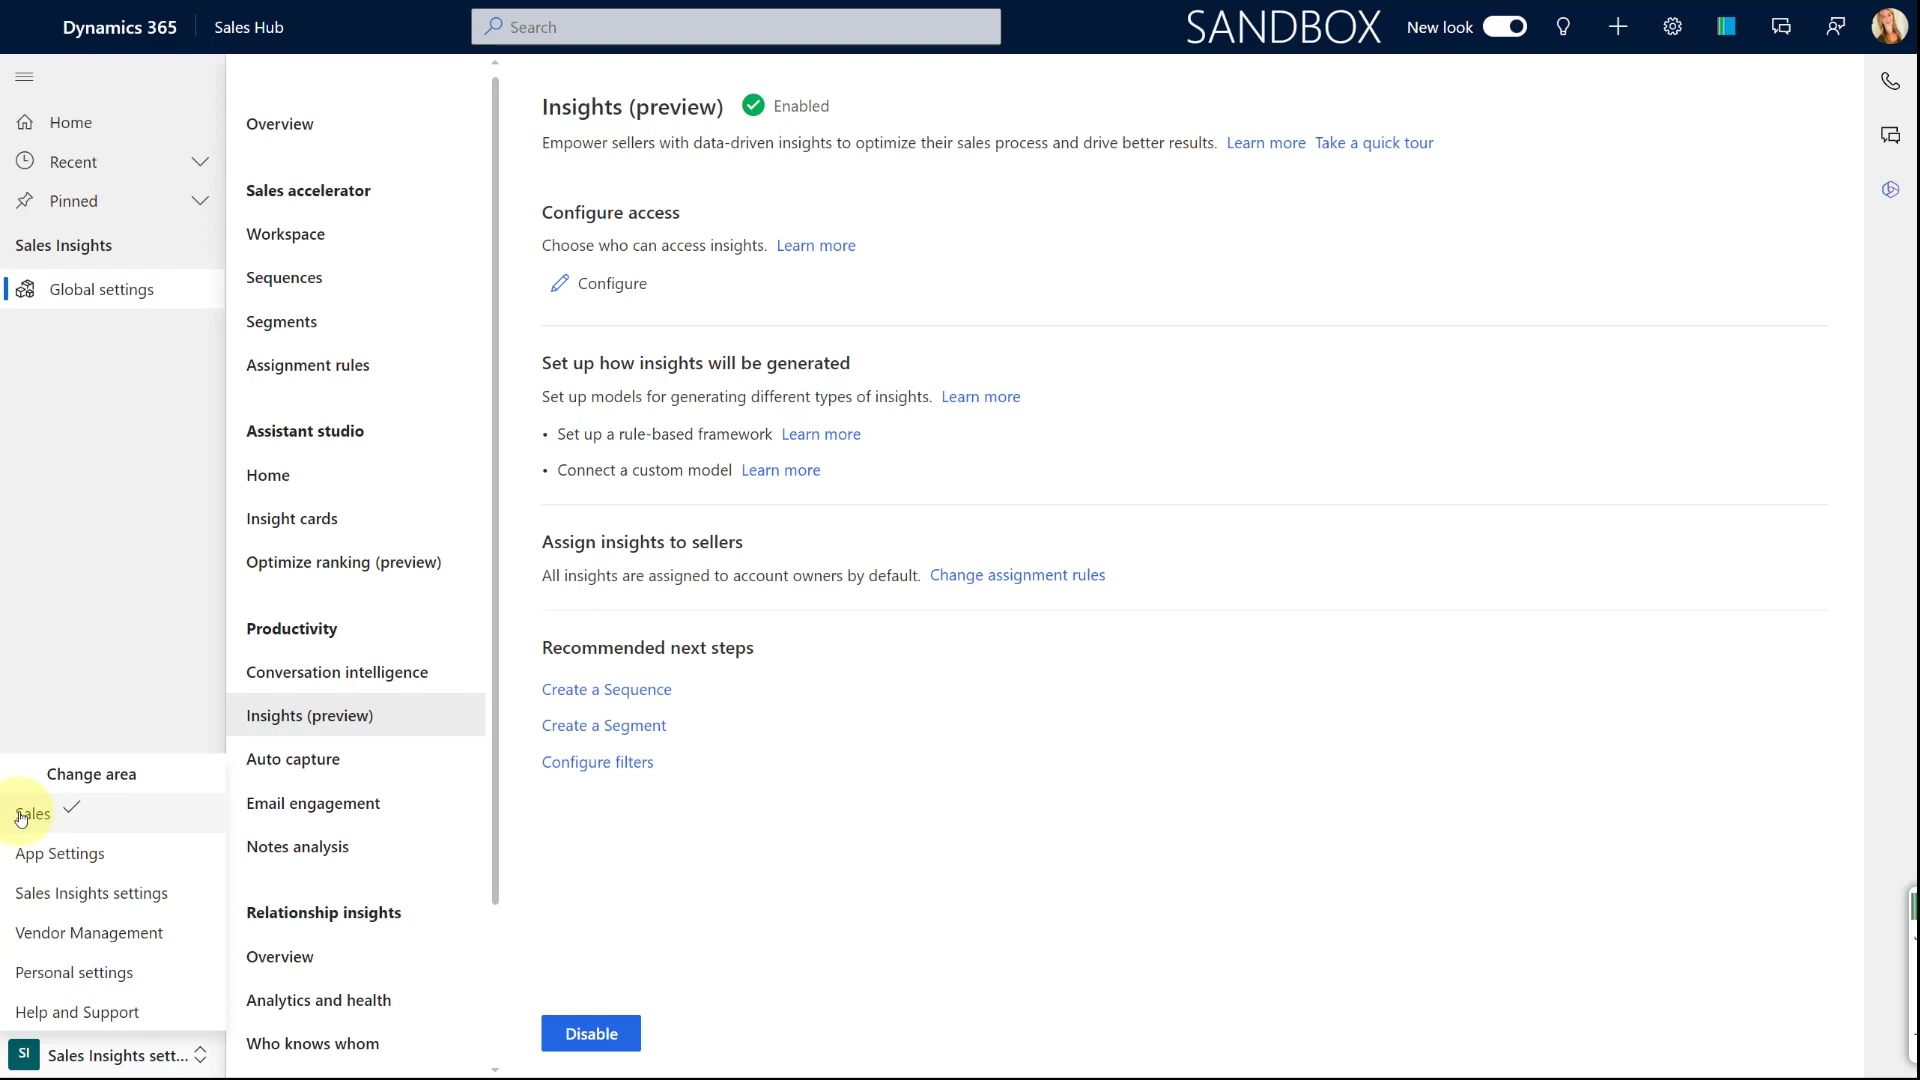 Dynamics 365
Sales Hub
Search
SANDBOX
New look
Home
Recent
Pinned
Sales Insights
Global settings
Change area
Sales
App Settings
Sales Insights settings
Vendor Management
Personal settings
Help and Support
SI
Sales Insights sett...
Overview
Sales accelerator
Workspace
Sequences
Segments
Assignment rules
Assistant studio
Home
Insight cards
Optimize ranking (preview)
Productivity
Conversation intelligence
Insights (preview)
Auto capture
Email engagement
Notes analysis
Relationship insights
Overview
Analytics and health
Who knows whom
Insights (preview) Enabled
Empower sellers with data-driven insights to optimize their sales process and drive better results. Learn more Take a quick tour
Configure access
Choose who can access insights. Learn more
Configure
Set up how insights will be generated
Set up models for generating different types of insights. Learn more
• Set up a rule-based framework Learn more
• Connect a custom model Learn more
Assign insights to sellers
All insights are assigned to account owners by default. Change assignment rules
Recommended next steps
Create a Sequence
Create a Segment
Configure filters
Disable